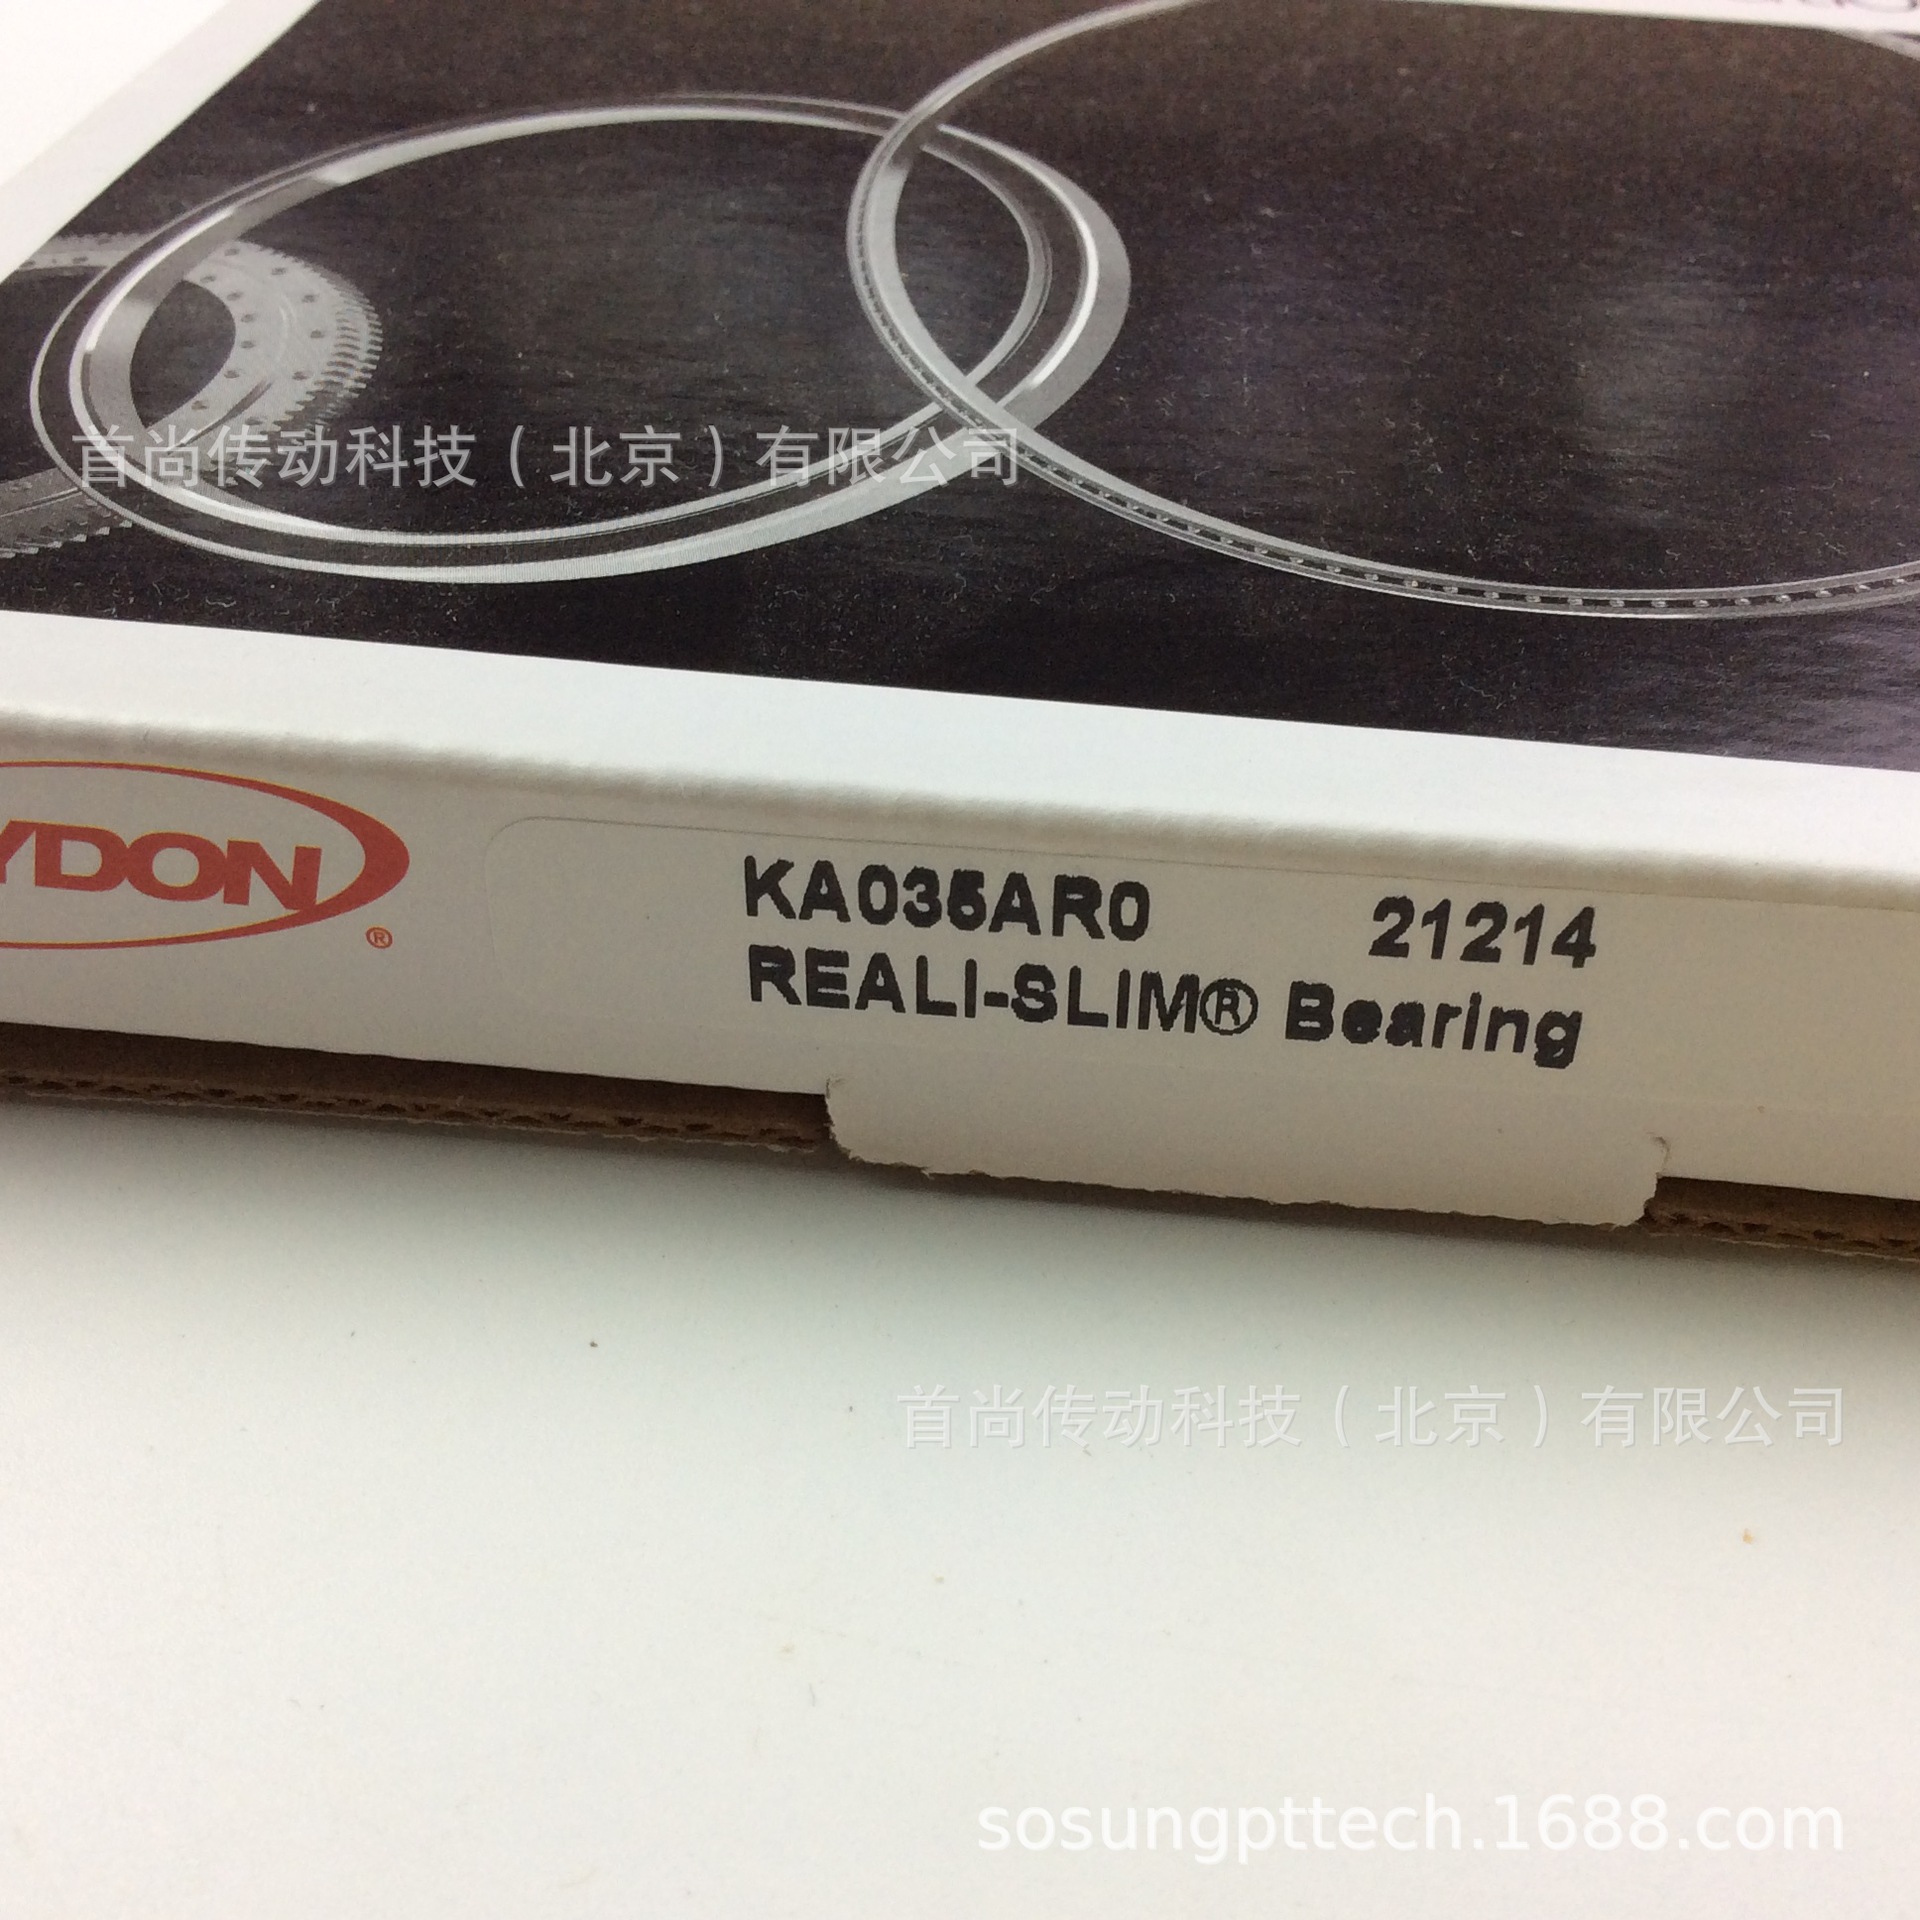 首尚传动科技（北京）有限公司
YDON
®
KA035AR0 21214
REALI-SLIM® Bearing
首尚传动科技（北京）有限公司
sosungpttech.1688.com